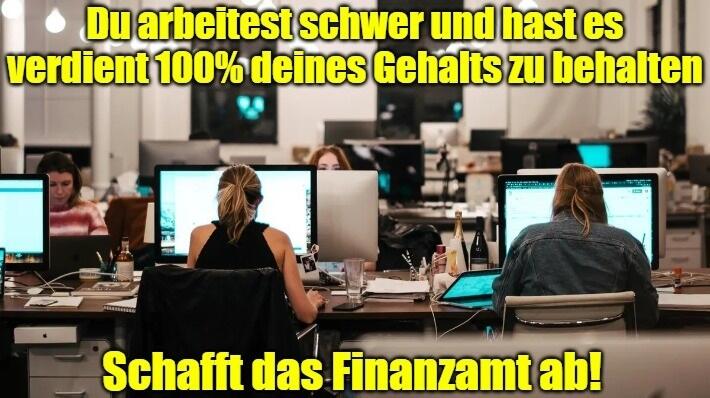 Du arbeitest schwer und hast es
verdient 100% deines Gehalts zu behalten
Schafft das Finanzamt ab!